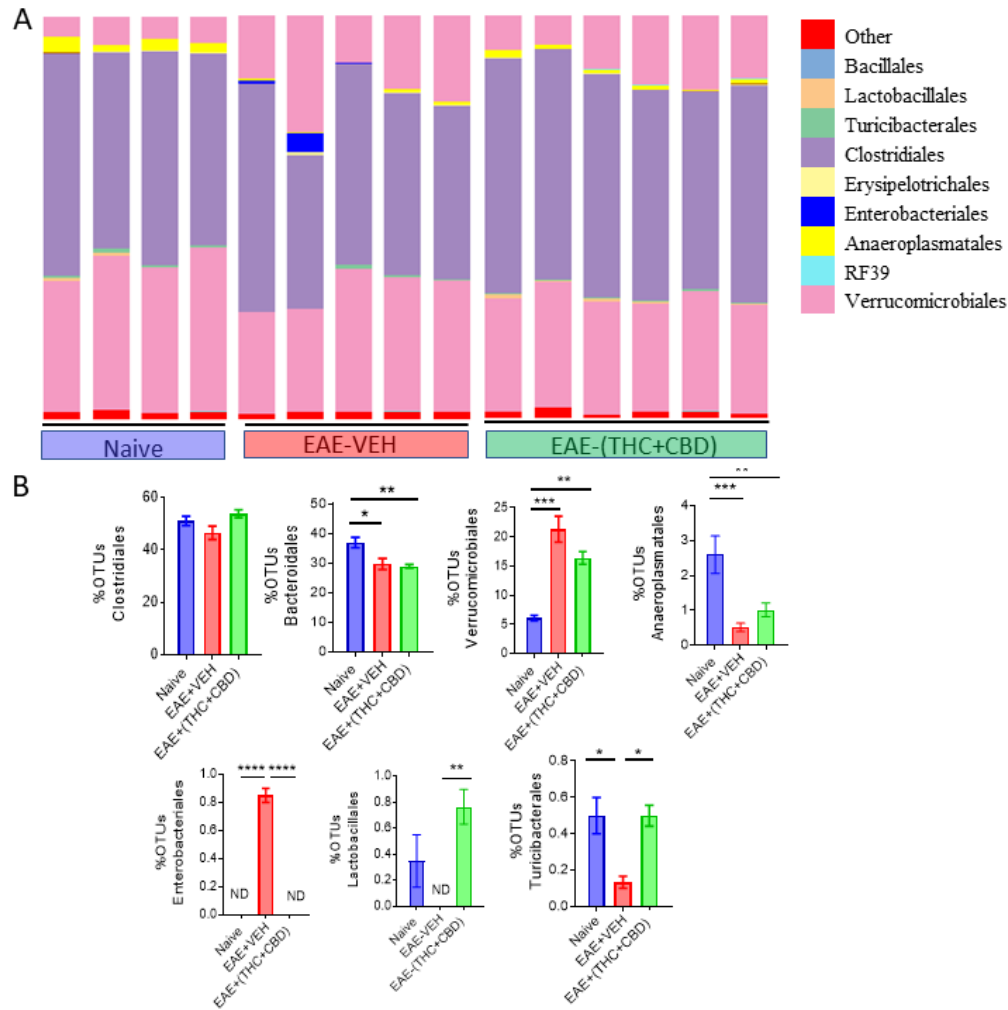 A
Other
Bacillales
Lactobacillales
Turicibacterales
Clostridiales
Erysipelotrichales
Enterobacteriales
Anaeroplasmatales
RF39
Verrucomicrobiales
Naive
EAE-VEH
EAE-(THC+CBD)
B
%OTUs
Clostridiales
60
40
20
0
Naive
EAE+VEH
EAE+(THC+CBD)
%OTUs
Bacteroidales
50
40
30
20
10
0
*
**
Naive
EAE+VEH
EAE+(THC+CBD)
%OTUs
Verrucomicrobiales
25
20
15
10
5
0
***
**
Naive
EAE+VEH
EAE+(THC+CBD)
%OTUs
Anaeroplasmatales
4
3
2
1
0
***
Naive
EAE+VEH
EAE+(THC+CBD)
%OTUs
Enterobacteriales
1.0
0.8
0.6
0.4
0.2
0.0
**** ****
ND
ND
Naive
EAE+VEH
EAE+(THC+CBD)
%OTUs
Lactobacillales
1.0
0.8
0.6
0.4
0.2
0.0
**
ND
Naive
EAE-VEH
EAE-(THC+CBD)
%OTUs
Turicibacterales
0.8
0.6
0.4
0.2
0.0
* *
Naive
EAE+VEH
EAE+(THC+CBD)